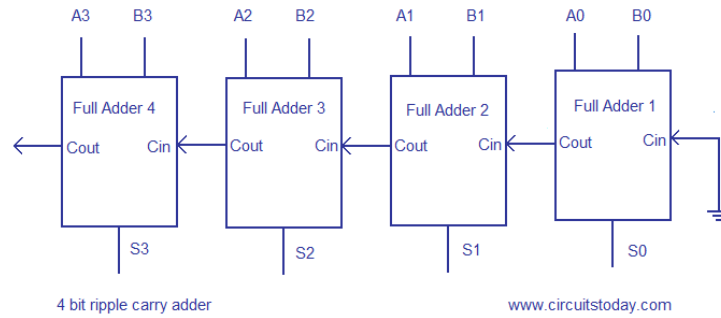 A3 B3 A2 B2 A1 B1 A0 B0
Full Adder 4 Full Adder 3 Full Adder 2 Full Adder 1
Cout Cin Cout Cin Cout Cin Cout Cin
S3 S2 S1 S0
4 bit ripple carry adder www.circuitstoday.com